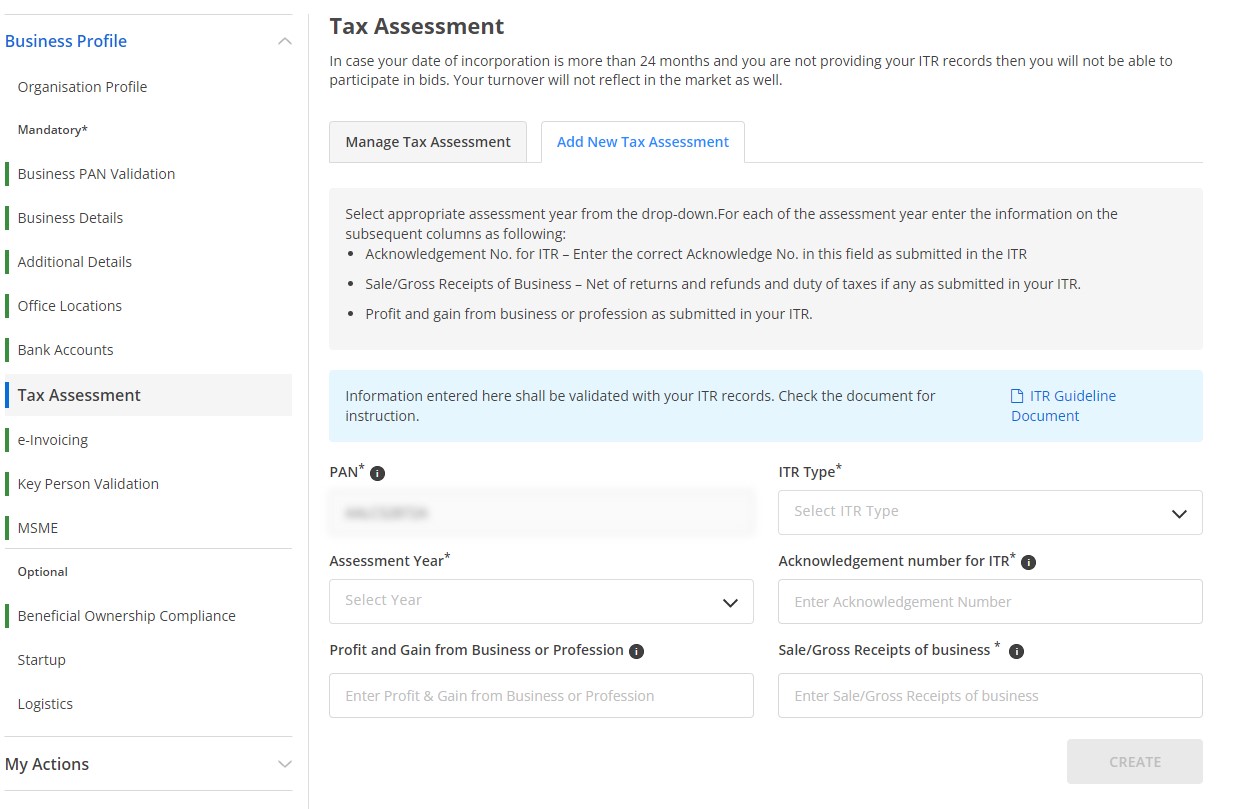 Business Profile
Organisation Profile
Mandatory*
Business PAN Validation
Business Details
Additional Details
Office Locations
Bank Accounts
Tax Assessment
e-Invoicing
Key Person Validation
MSME
Optional
Beneficial Ownership Compliance
Startup
Logistics
My Actions
Tax Assessment
In case your date of incorporation is more than 24 months and you are not providing your ITR records then you will not be able to
participate in bids. Your turnover will not reflect in the market as well.
Manage Tax Assessment
Add New Tax Assessment
Select appropriate assessment year from the drop-down.For each of the assessment year enter the information on the
subsequent columns as following:
• Acknowledgement No. for ITR – Enter the correct Acknowledge No. in this field as submitted in the ITR
• Sale/Gross Receipts of Business – Net of returns and refunds and duty of taxes if any as submitted in your ITR.
• Profit and gain from business or profession as submitted in your ITR.
Information entered here shall be validated with your ITR records. Check the document for
instruction.
ITR Guideline
Document
PAN* i
ITR Type*
Select ITR Type
Assessment Year*
Acknowledgement number for ITR* i
Select Year
Enter Acknowledgement Number
Profit and Gain from Business or Profession i
Sale/Gross Receipts of business * i
Enter Profit & Gain from Business or Profession
Enter Sale/Gross Receipts of business
CREATE